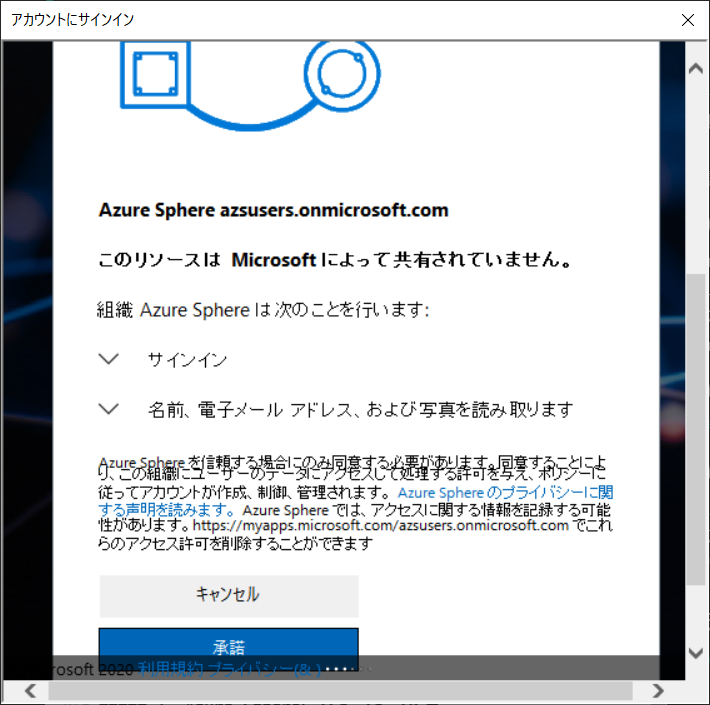 アカウントにサインイン
Azure Sphere azsusers.onmicrosoft.com
このリソースは Microsoft によって共有されていません。
組織 Azure Sphere は次のことを行います:
サインイン
名前、電子メール アドレス、および写真を読み取ります
Azure Sphere を信頼する場合にのみ同意する必要があります。同意することによ
り、この組織にユーザーのデータにアクセスして処理する許可を与え、ポリシーに
従ってアカウントが作成、制御、管理されます。 Azure Sphere のプライバシーに関
する声明を読みます。 Azure Sphere では、アクセスに関する情報を記録する可能
性があります。https://myapps.microsoft.com/azsusers.onmicrosoft.com でこれ
らのアクセス許可を削除することができます
キャンセル
承諾
rosoft 2020 利用規約 プライバシー(& )